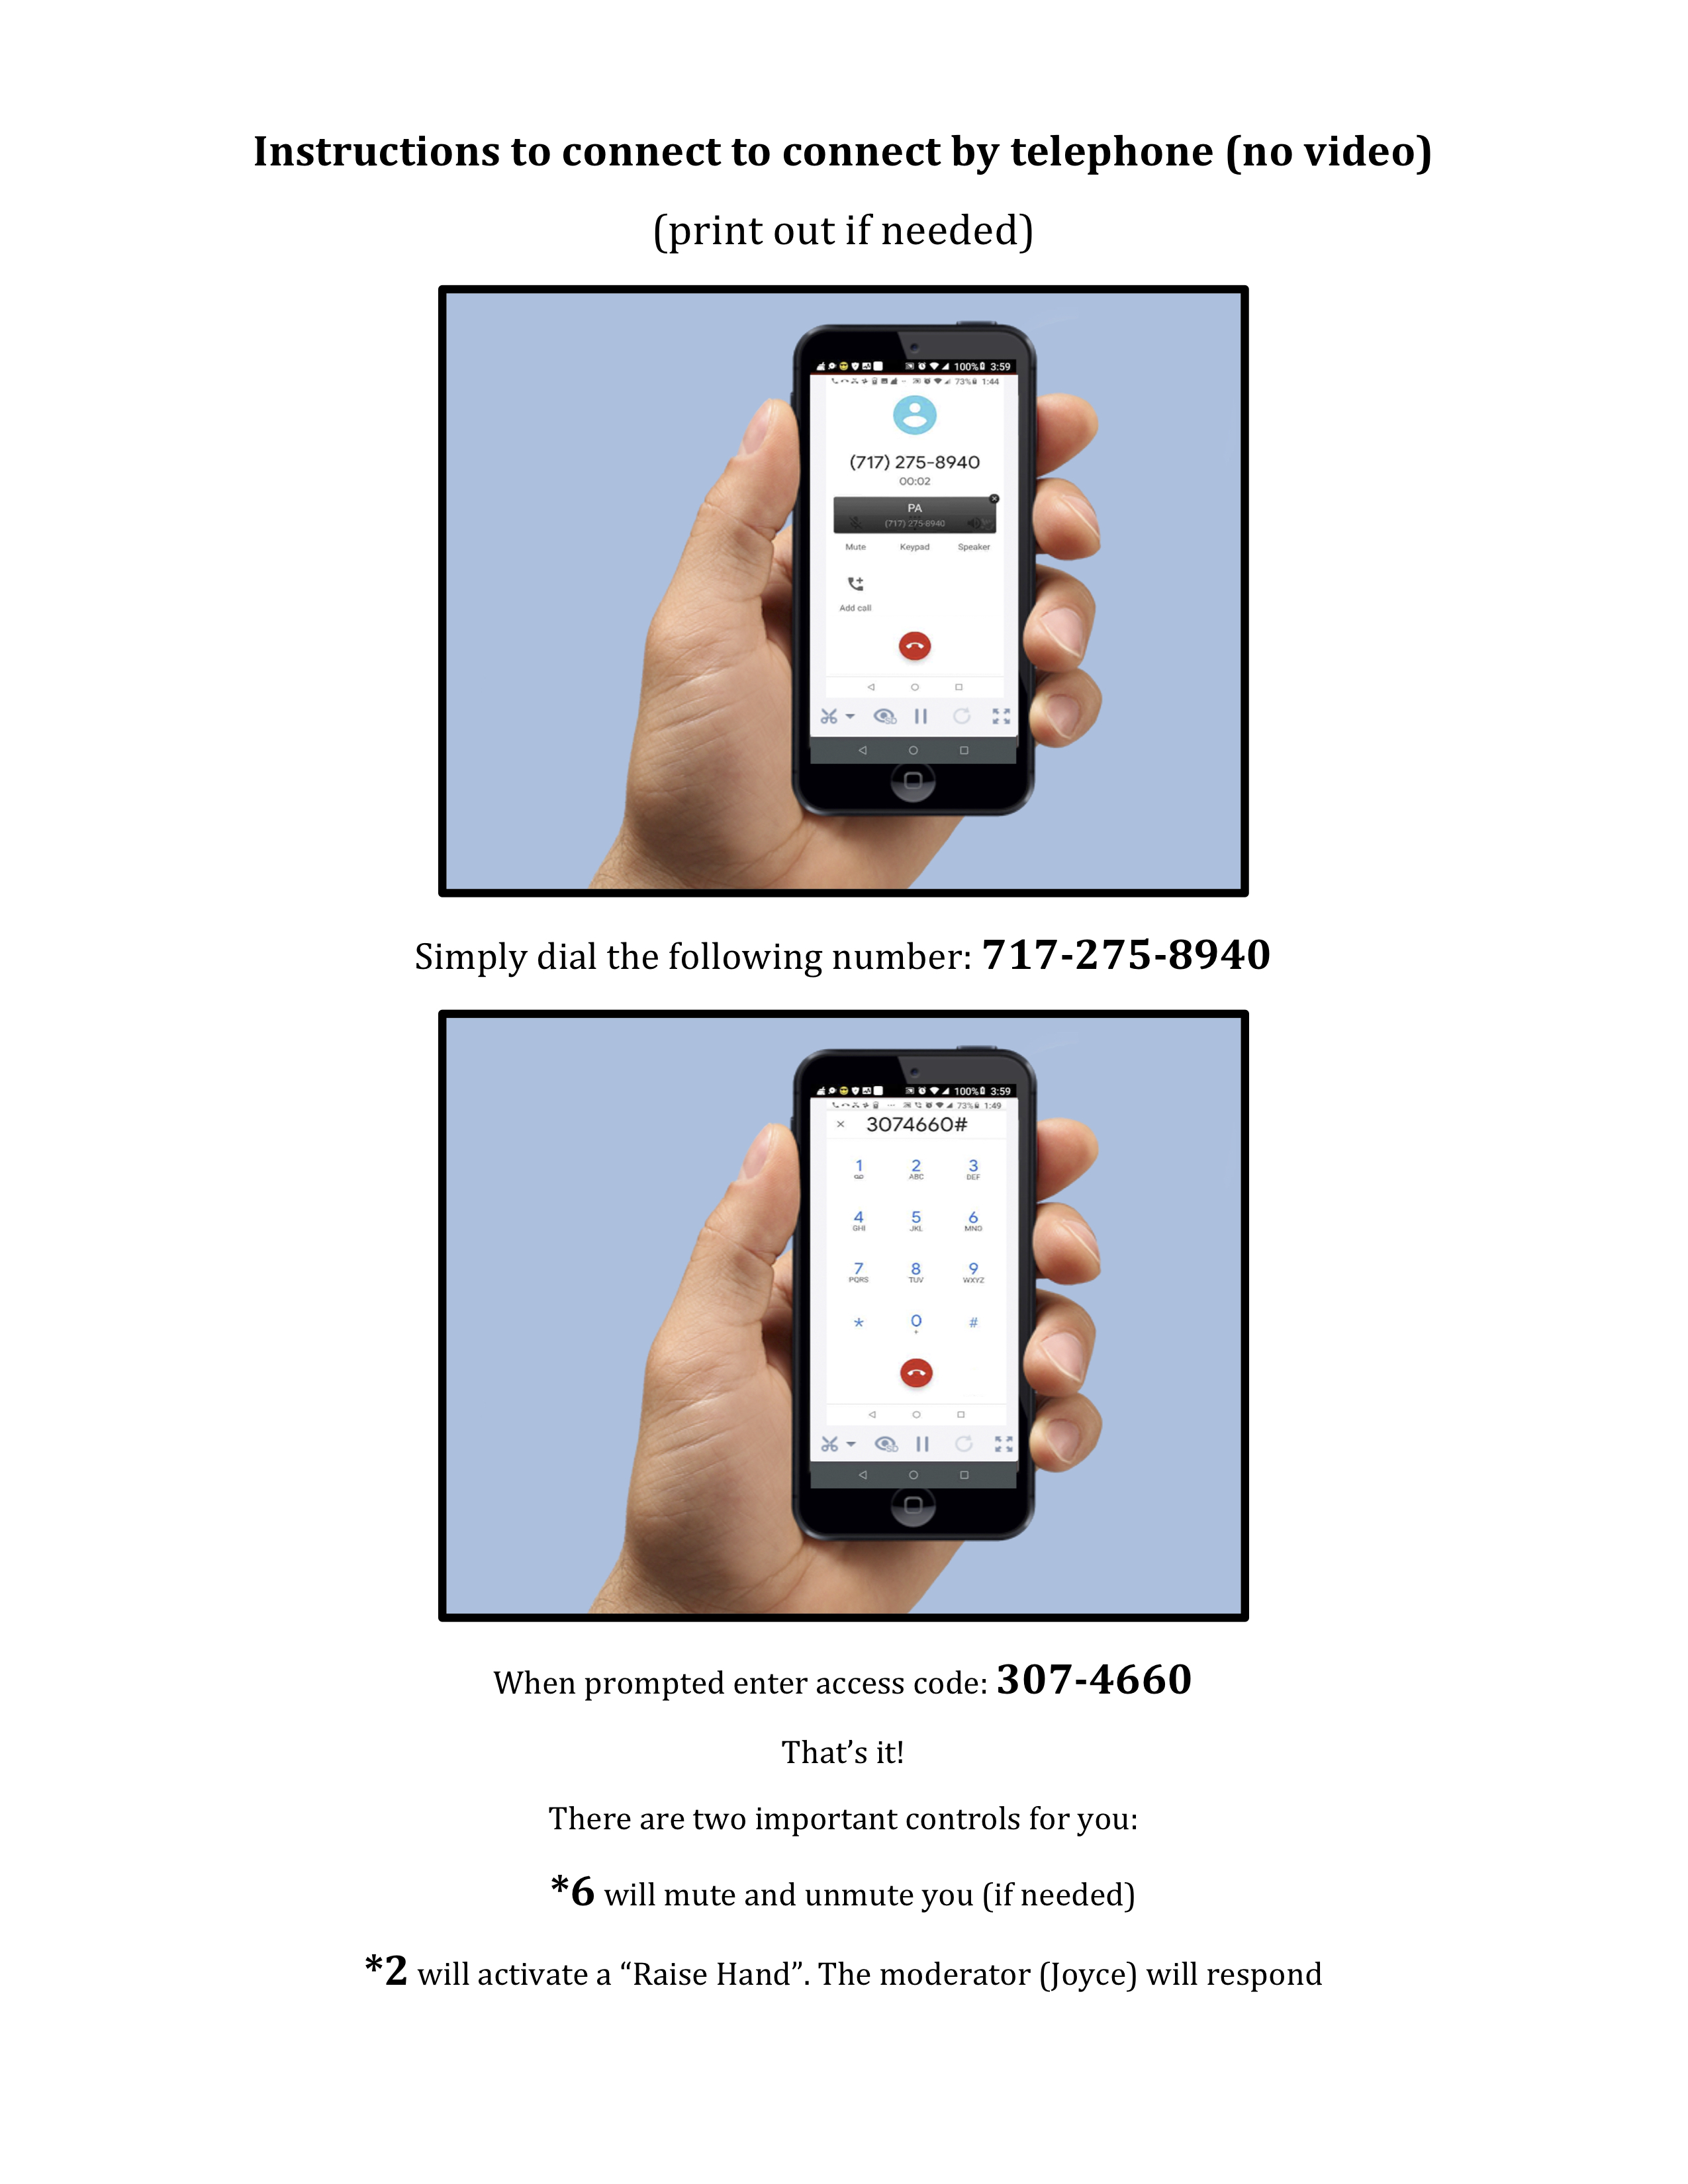 Instructions to connect to connect by telephone (no video)
(print out if needed)
100% 3:59
73% 1:44
(717) 275-8940
00:02
PA
(717) 275-8940
Mute Keypad Speaker
Add call
SD
Simply dial the following number: 717-275-8940
100% 3:59
73% 1:49
× 3074660#
1 2 3
ABC DEF
4 5 6
GHI JKL MNO
7 8 9
PQRS TUV WXYZ
* 0 #
+
SD
When prompted enter access code: 307-4660
That’s it!
There are two important controls for you:
*6 will mute and unmute you (if needed)
*2 will activate a “Raise Hand”. The moderator (Joyce) will respond